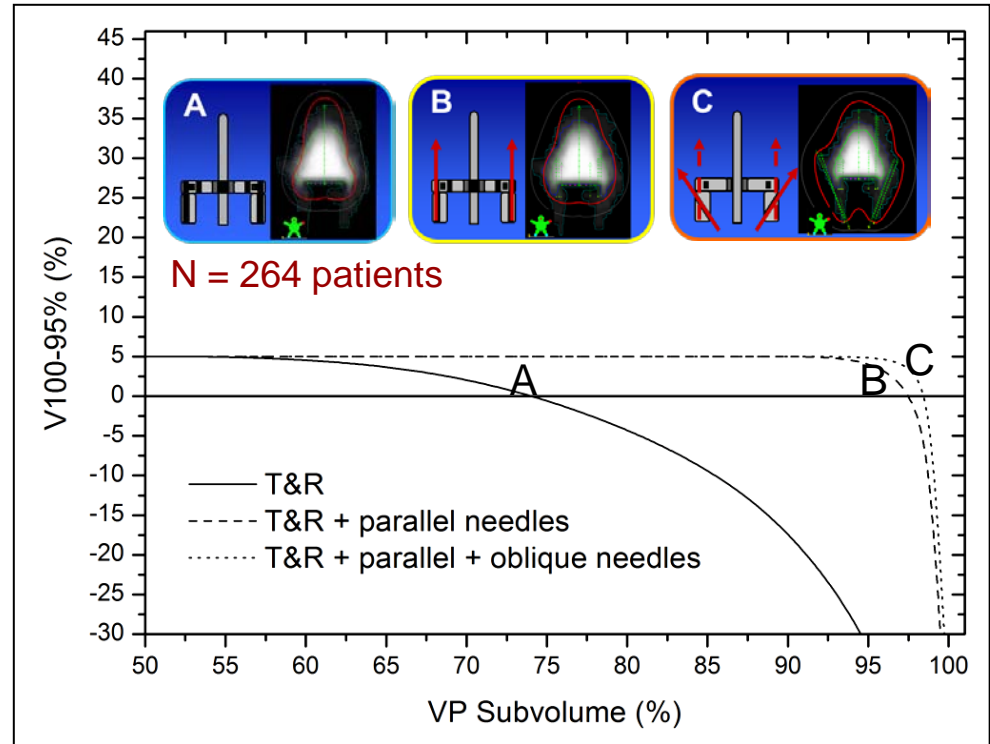 V100-95% (%)
45
40
35
30
25
20
15
10
5
0
-5
-10
-15
-20
-25
-30
A
B
C
N = 264 patients
A
B
C
T&R
T&R + parallel needles
T&R + parallel + oblique needles
50 55 60 65 70 75 80 85 90 95 100
VP Subvolume (%)